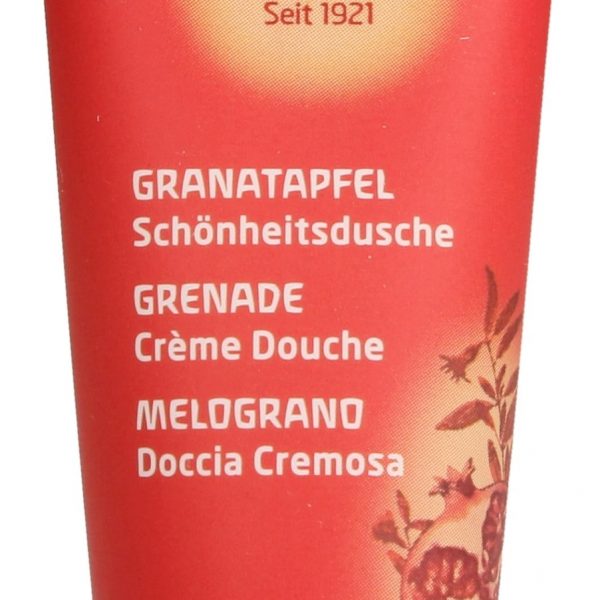 Seit 1921
GRANATAPFEL
Schönheitsdusche
GRENADE
Crème Douche
MELOGRANO
Doccia Cremosa